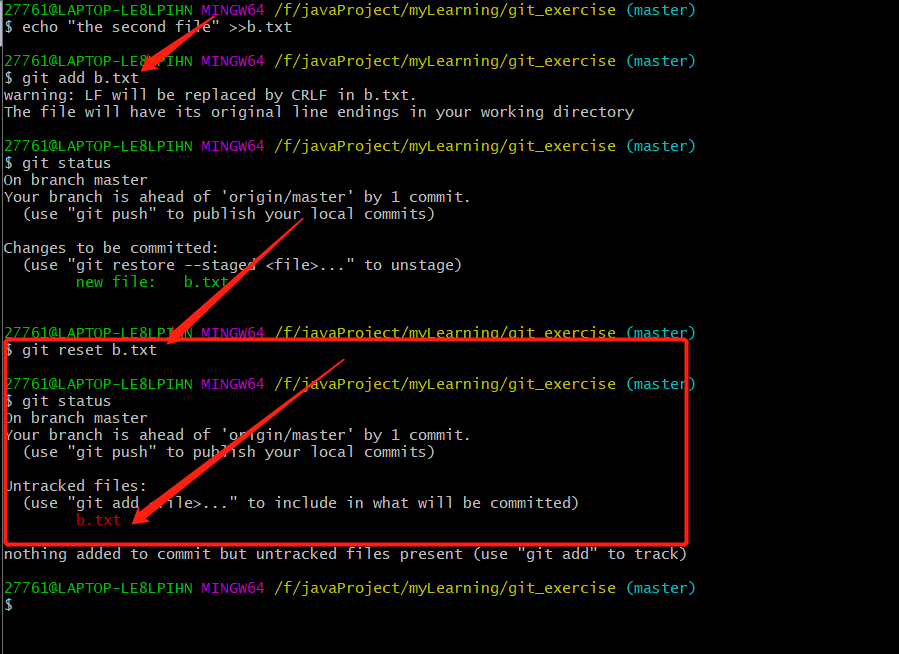 27761@LAPTOP-LE8LPIHN MINGW64 /f/javaProject/myLearning/git_exercise (master)
$ echo "the second file" >>b.txt
27761@LAPTOP-LE8LPIHN MINGW64 /f/javaProject/myLearning/git_exercise (master)
$ git add b.txt
warning: LF will be replaced by CRLF in b.txt.
The file will have its original line endings in your working directory
27761@LAPTOP-LE8LPIHN MINGW64 /f/javaProject/myLearning/git_exercise (master)
$ git status
On branch master
Your branch is ahead of 'origin/master' by 1 commit.
  (use "git push" to publish your local commits)
Changes to be committed:
  (use "git restore --staged <file>..." to unstage)
        new file:   b.txt
27761@LAPTOP-LE8LPIHN MINGW64 /f/javaProject/myLearning/git_exercise (master)
$ git reset b.txt
27761@LAPTOP-LE8LPIHN MINGW64 /f/javaProject/myLearning/git_exercise (master)
$ git status
On branch master
Your branch is ahead of 'origin/master' by 1 commit.
  (use "git push" to publish your local commits)
Untracked files:
  (use "git add <file>..." to include in what will be committed)
        b.txt
nothing added to commit but untracked files present (use "git add" to track)
27761@LAPTOP-LE8LPIHN MINGW64 /f/javaProject/myLearning/git_exercise (master)
$